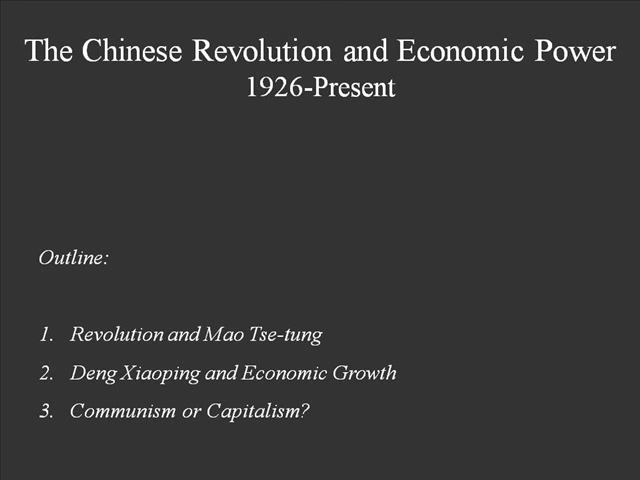 The Chinese Revolution and Economic Power
1926-Present
Outline:
1. Revolution and Mao Tse-tung
2. Deng Xiaoping and Economic Growth
3. Communism or Capitalism?